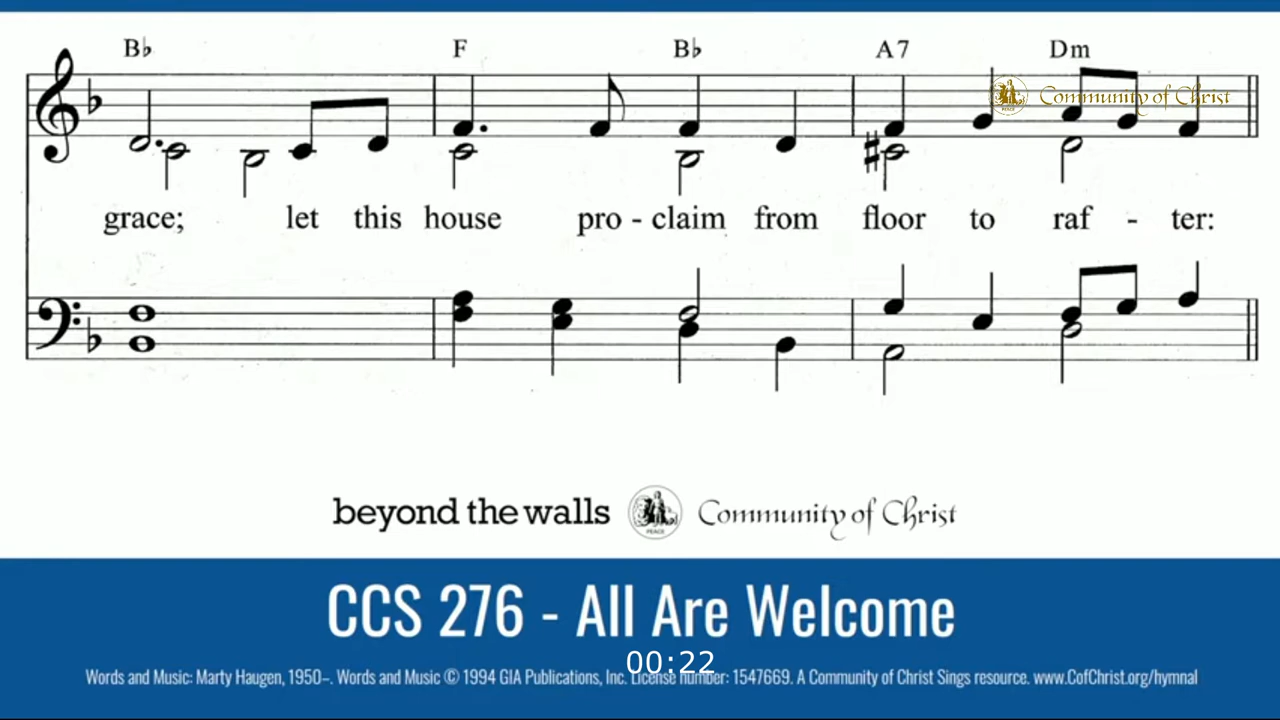 B♭ F B♭ A7 Dm
Community of Christ
grace; let this house pro - claim from floor to raf - ter:
beyond the walls PEACE Community of Christ
CCS 276 - All Are Welcome
00:22
Words and Music: Marty Haugen, 1950–. Words and Music © 1994 GIA Publications, Inc. License number: 1547669. A Community of Christ Sings resource. www.CofChrist.org/hymnal